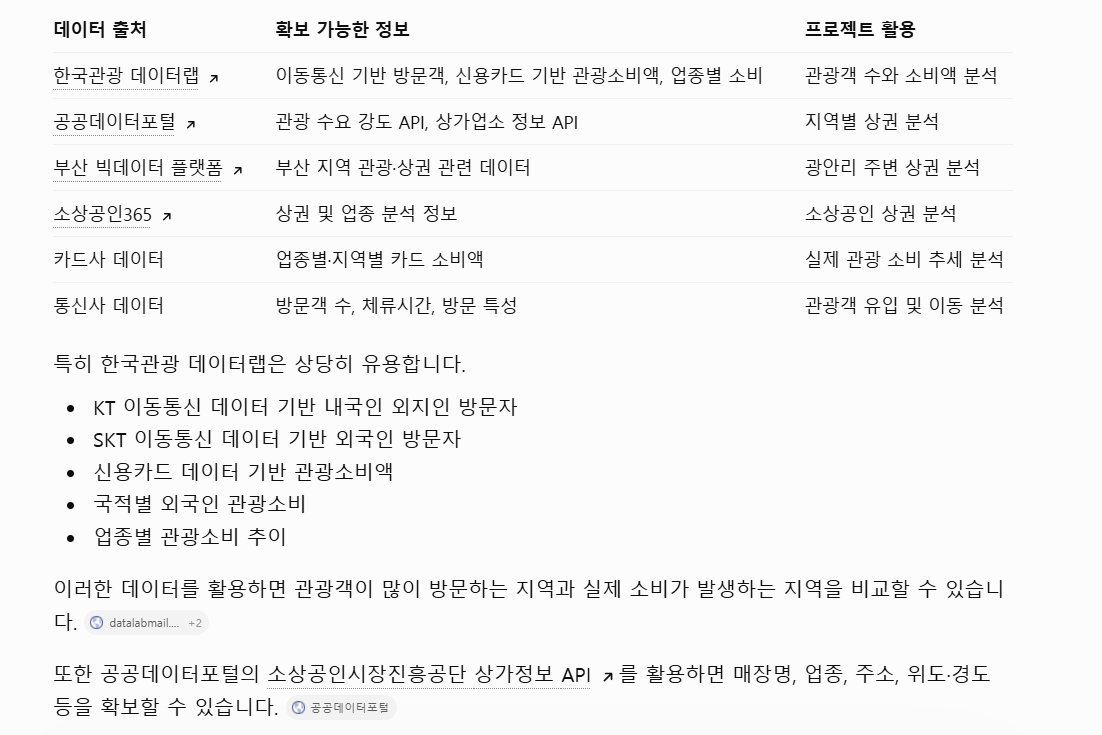 데이터 출처 확보 가능한 정보 프로젝트 활용
한국관광 데이터랩 ↗ 이동통신 기반 방문객, 신용카드 기반 관광소비액, 업종별 소비 관광객 수와 소비액 분석
공공데이터포털 ↗ 관광 수요 강도 API, 상가업소 정보 API 지역별 상권 분석
부산 빅데이터 플랫폼 ↗ 부산 지역 관광·상권 관련 데이터 광안리 주변 상권 분석
소상공인365 ↗ 상권 및 업종 분석 정보 소상공인 상권 분석
카드사 데이터 업종별·지역별 카드 소비액 실제 관광 소비 추세 분석
통신사 데이터 방문객 수, 체류시간, 방문 특성 관광객 유입 및 이동 분석
특히 한국관광 데이터랩은 상당히 유용합니다.
• KT 이동통신 데이터 기반 내국인 외지인 방문자
• SKT 이동통신 데이터 기반 외국인 방문자
• 신용카드 데이터 기반 관광소비액
• 국적별 외국인 관광소비
• 업종별 관광소비 추이
이러한 데이터를 활용하면 관광객이 많이 방문하는 지역과 실제 소비가 발생하는 지역을 비교할 수 있습니
다. datalabmail.... +2
또한 공공데이터포털의 소상공인시장진흥공단 상가정보 API ↗ 를 활용하면 매장명, 업종, 주소, 위도·경도
등을 확보할 수 있습니다. 공공데이터포털